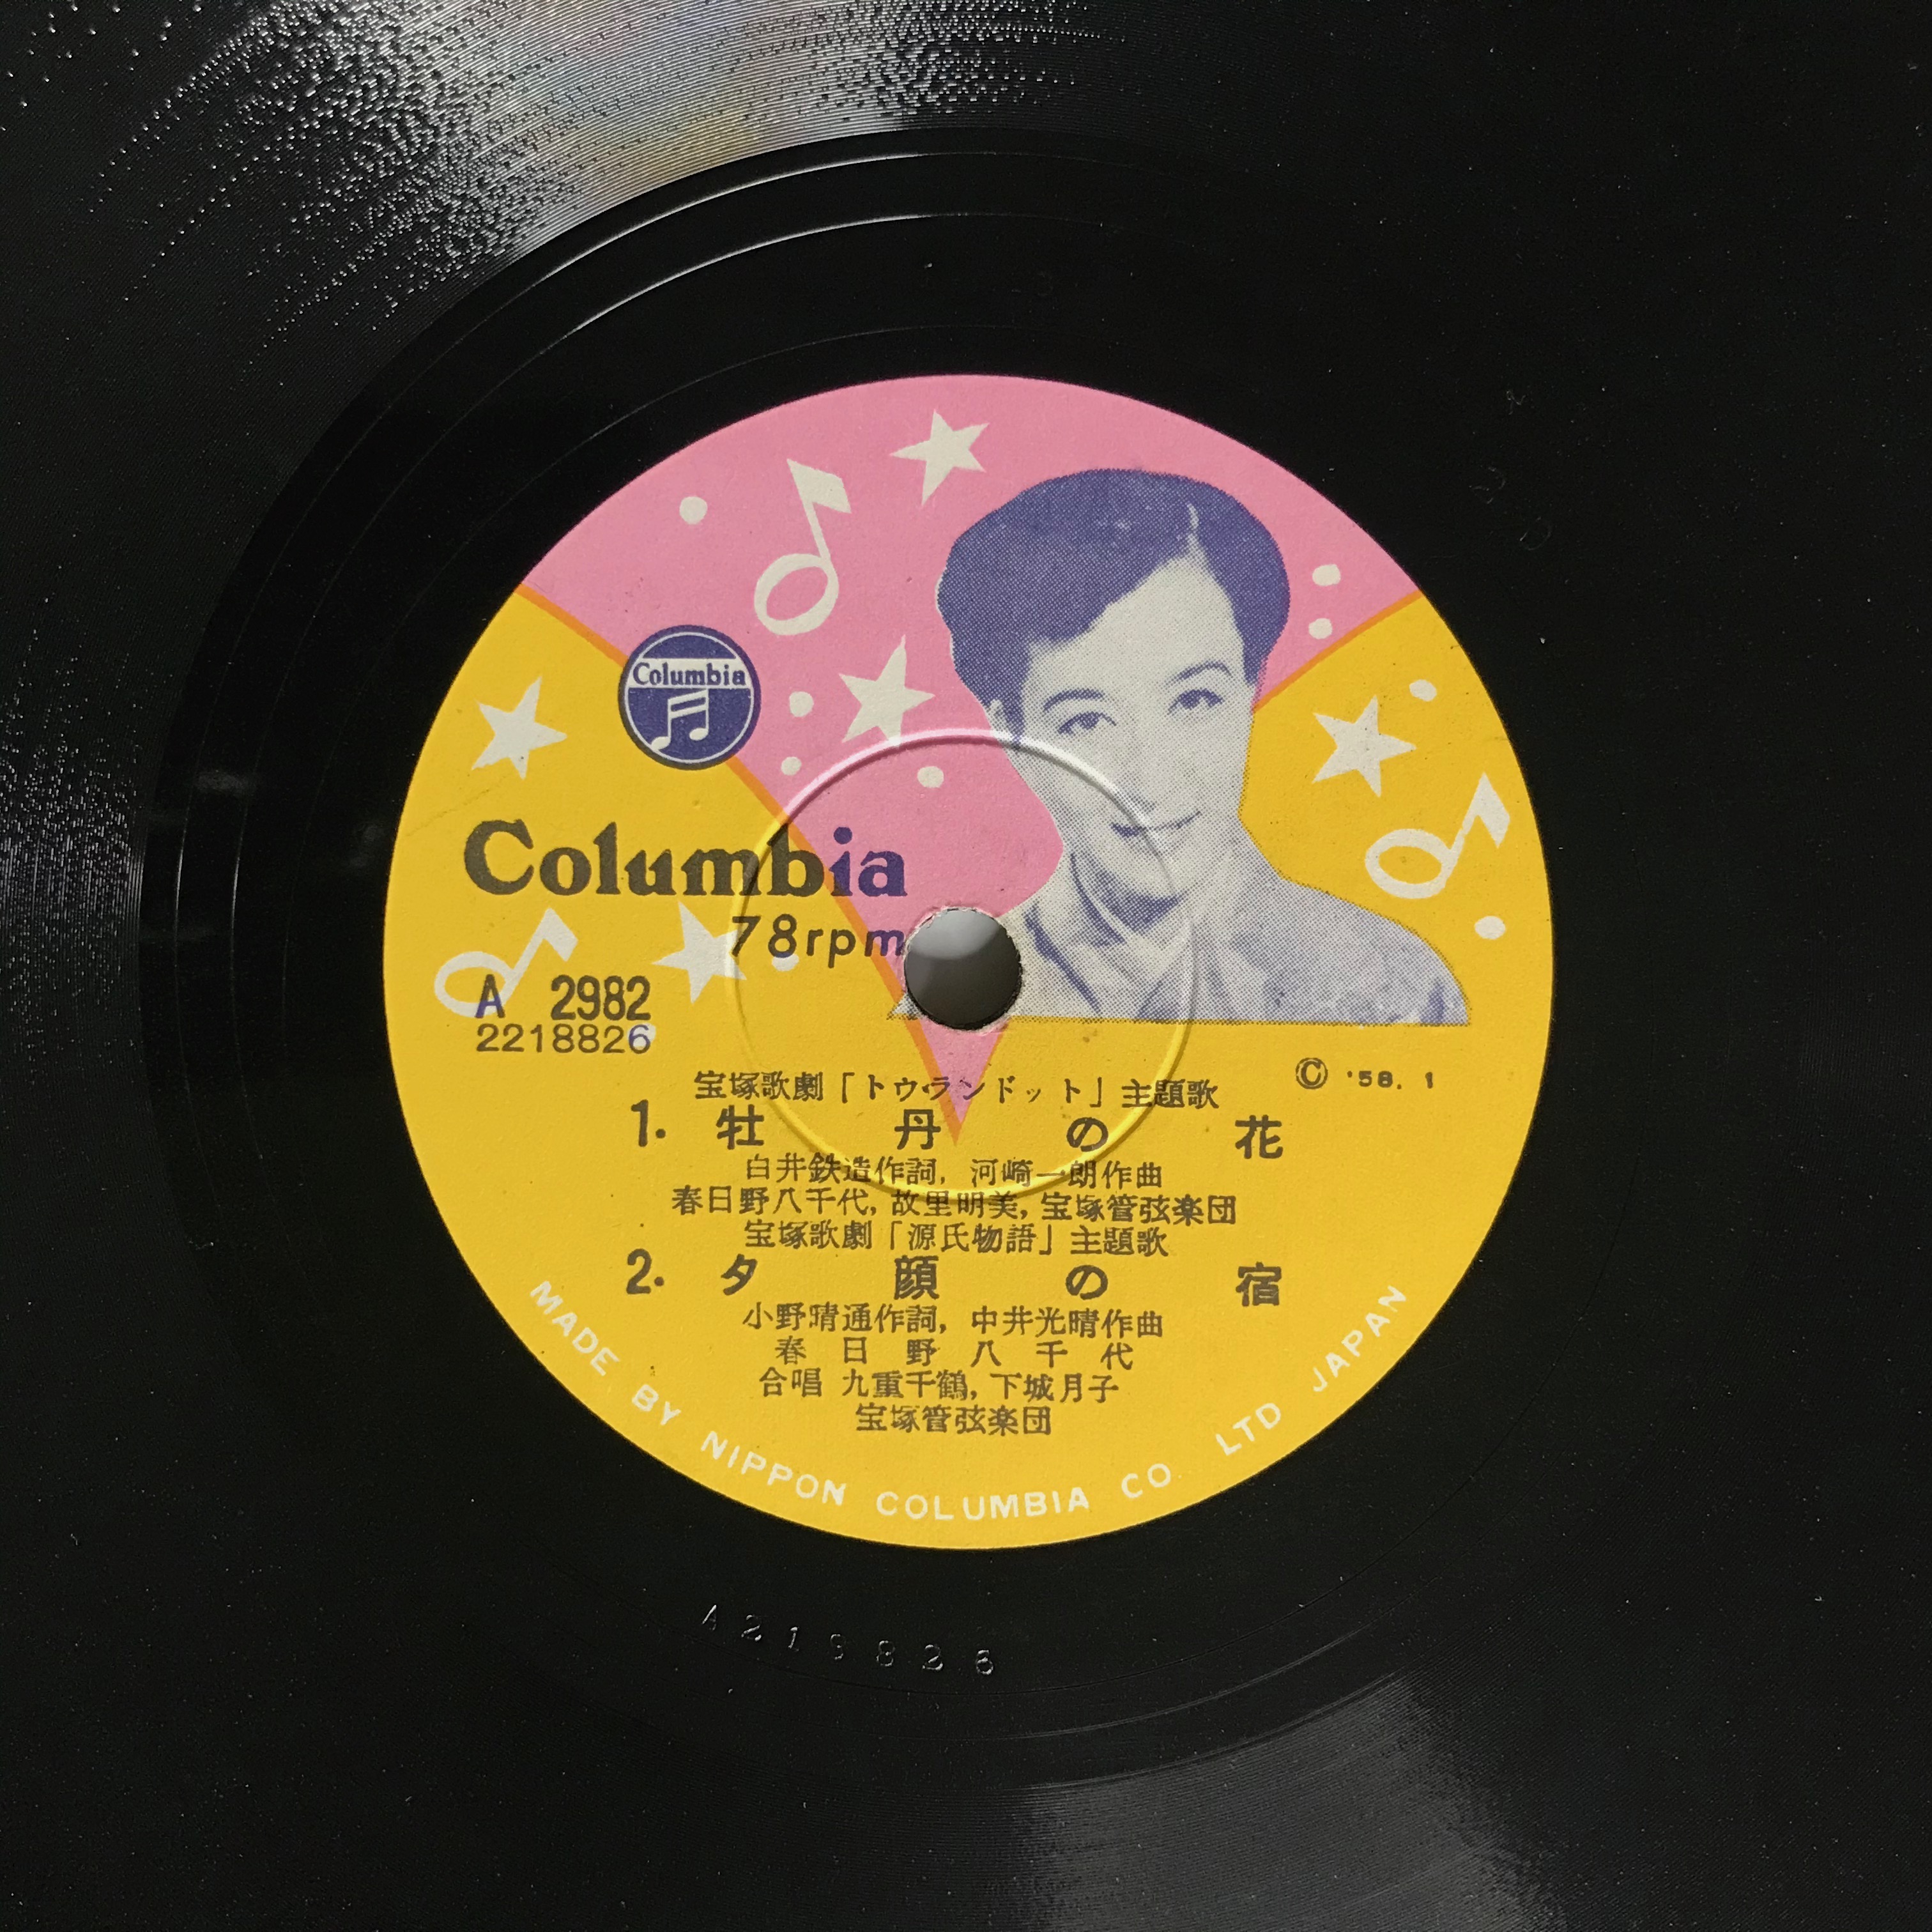 Columbia
Columbia
78rpm
A 2982
2218826
© '58. 1
宝塚歌劇「トウランドット」主題歌
1. 牡丹の花
白井鉄造作詞, 河崎一朗作曲
春日野八千代, 故里明美, 宝塚管弦楽団
宝塚歌劇「源氏物語」主題歌
2. 夕顔の宿
小野晴通作詞, 中井光晴作曲
春日野八千代
合唱 九重千鶴, 下城月子
宝塚管弦楽団
MADE BY NIPPON COLUMBIA CO. LTD JAPAN